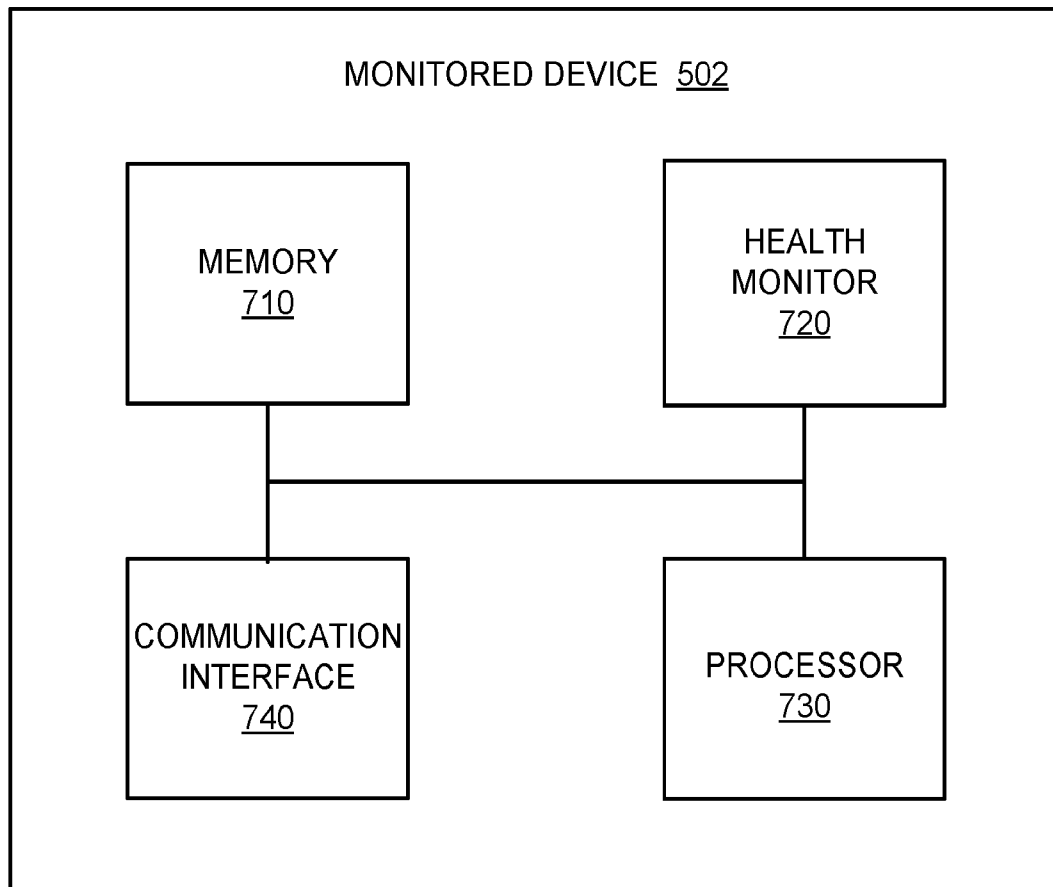 MONITORED DEVICE 502
MEMORY
710
HEALTH
MONITOR
720
COMMUNICATION
INTERFACE
740
PROCESSOR
730